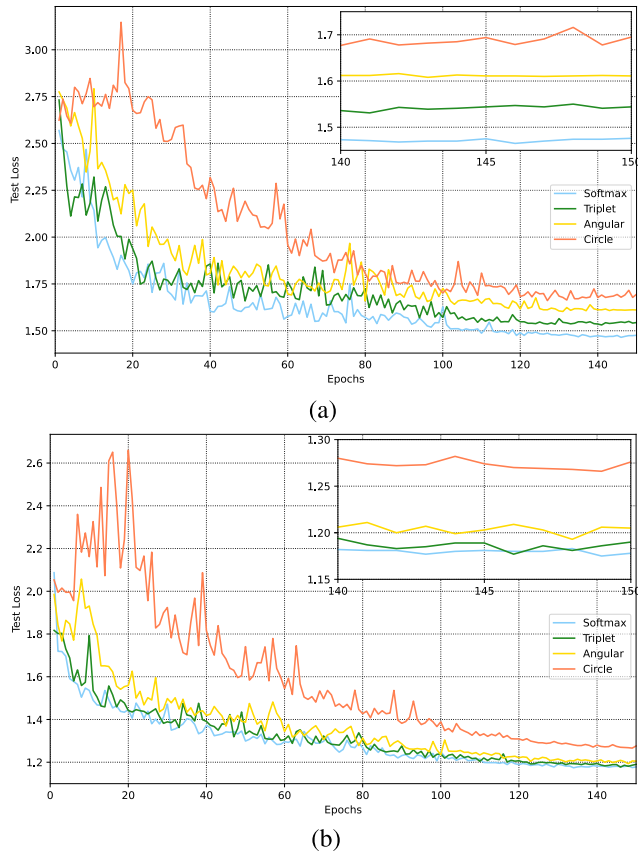 3.00
2.75
2.50
2.25
2.00
1.75
1.50
Test Loss
1.7
1.6
1.5
140 145 150
Softmax
Triplet
Angular
Circle
0 20 40 60 80 100 120 140
Epochs
(a)
2.6
2.4
2.2
2.0
1.8
1.6
1.4
1.2
Test Loss
1.30
1.25
1.20
1.15
140 145 150
Softmax
Triplet
Angular
Circle
0 20 40 60 80 100 120 140
Epochs
(b)